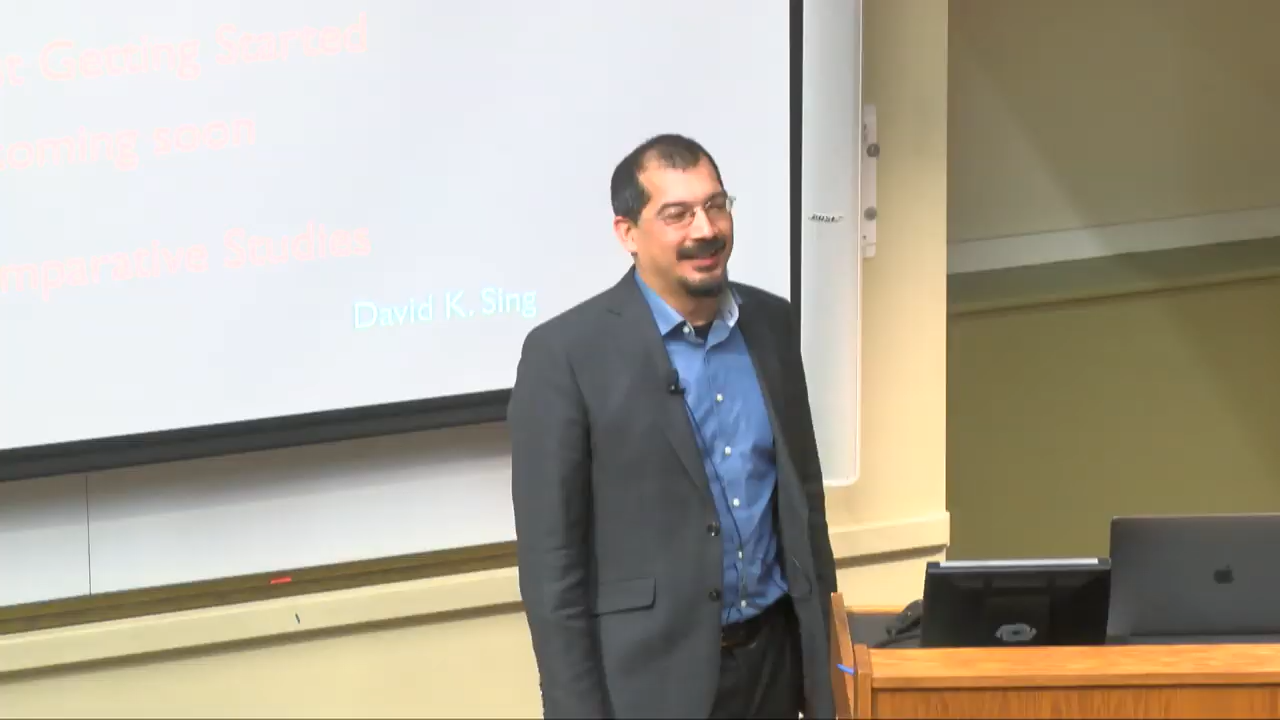 Getting Started
coming soon
mparative Studies
David K. Sing